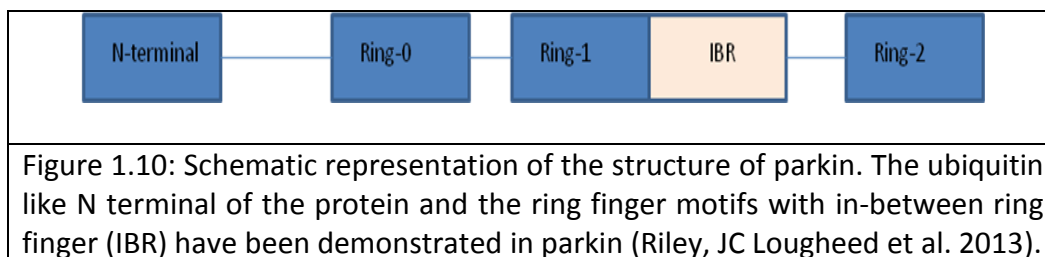 N-terminal Ring-0 Ring-1 IBR Ring-2
Figure 1.10: Schematic representation of the structure of parkin. The ubiquitin
like N terminal of the protein and the ring finger motifs with in-between ring
finger (IBR) have been demonstrated in parkin (Riley, JC Lougheed et al. 2013).